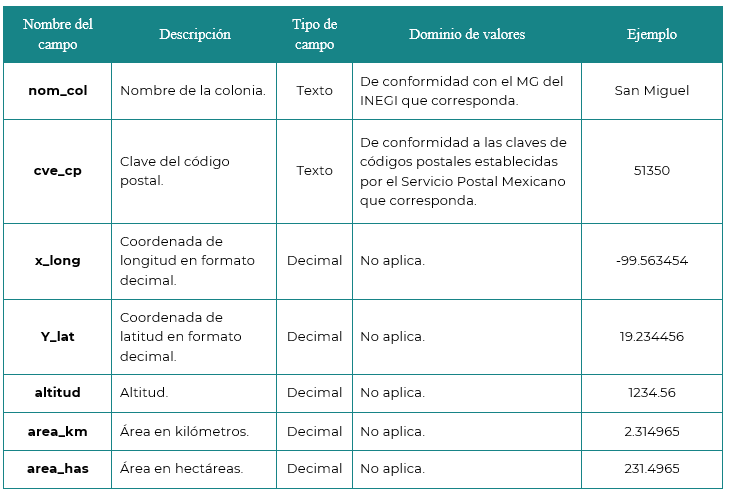 Nombre del campo | Descripción | Tipo de campo | Dominio de valores | Ejemplo
nom_col | Nombre de la colonia. | Texto | De conformidad con el MG del INEGI que corresponda. | San Miguel
cve_cp | Clave del código postal. | Texto | De conformidad a las claves de códigos postales establecidas por el Servicio Postal Mexicano que corresponda. | 51350
x_long | Coordenada de longitud en formato decimal. | Decimal | No aplica. | -99.563454
Y_lat | Coordenada de latitud en formato decimal. | Decimal | No aplica. | 19.234456
altitud | Altitud. | Decimal | No aplica. | 1234.56
area_km | Área en kilómetros. | Decimal | No aplica. | 2.314965
area_has | Área en hectáreas. | Decimal | No aplica. | 231.4965